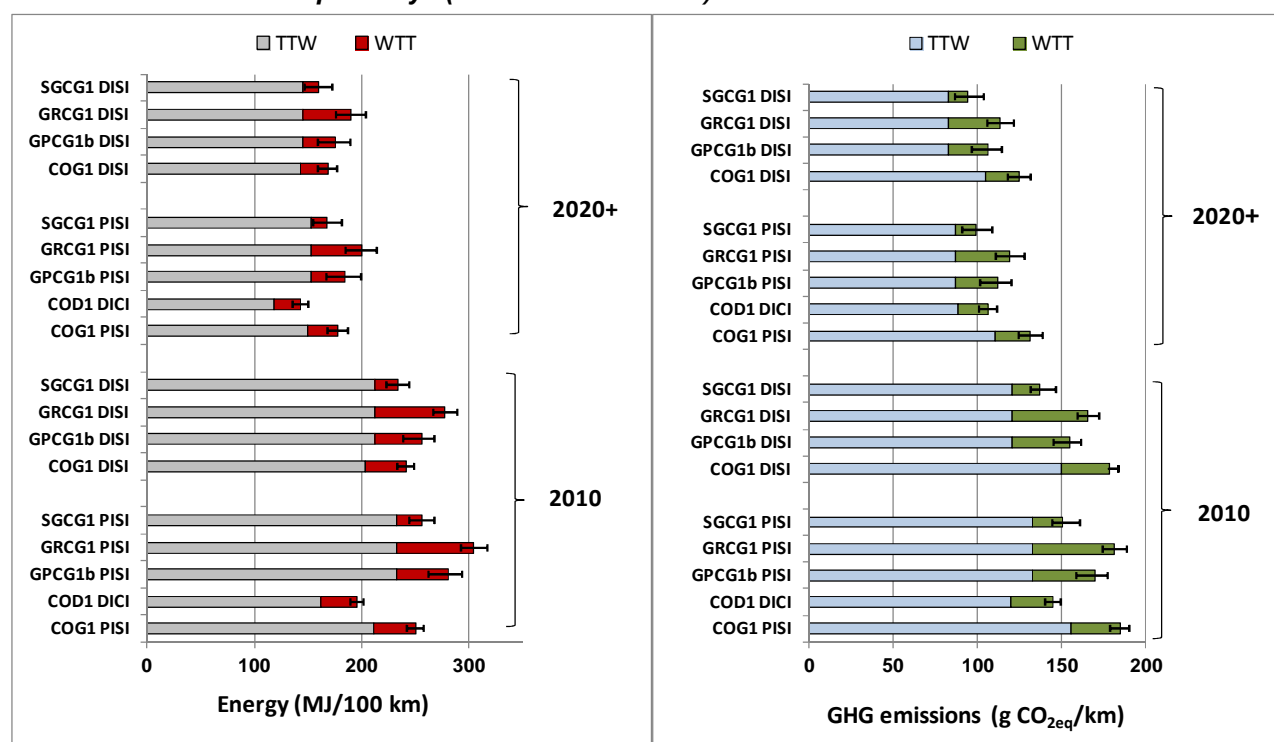 TTW WTT
SGCG1 DISI
GRCG1 DISI
GPCG1b DISI
COG1 DISI
SGCG1 PISI
GRCG1 PISI
GPCG1b PISI
COD1 DICI
COG1 PISI
2020+
SGCG1 DISI
GRCG1 DISI
GPCG1b DISI
COG1 DISI
SGCG1 PISI
GRCG1 PISI
GPCG1b PISI
COD1 DICI
COG1 PISI
2010
0 100 200 300
Energy (MJ/100 km)
TTW WTT
SGCG1 DISI
GRCG1 DISI
GPCG1b DISI
COG1 DISI
SGCG1 PISI
GRCG1 PISI
GPCG1b PISI
COD1 DICI
COG1 PISI
2020+
SGCG1 DISI
GRCG1 DISI
GPCG1b DISI
COG1 DISI
SGCG1 PISI
GRCG1 PISI
GPCG1b PISI
COD1 DICI
COG1 PISI
2010
0 50 100 150 200
GHG emissions (g CO2eq/km)